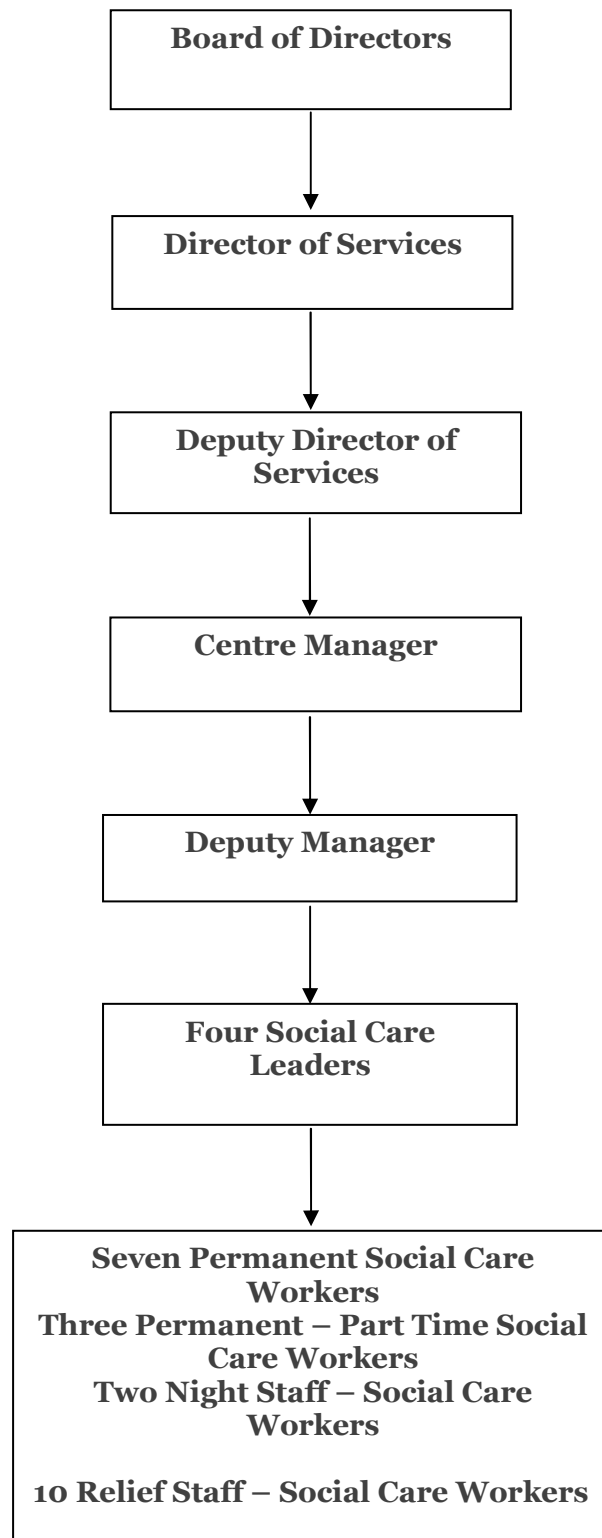 Board of Directors
Director of Services
Deputy Director of
Services
Centre Manager
Deputy Manager
Four Social Care
Leaders
Seven Permanent Social Care
Workers
Three Permanent – Part Time Social
Care Workers
Two Night Staff – Social Care
Workers
10 Relief Staff – Social Care Workers